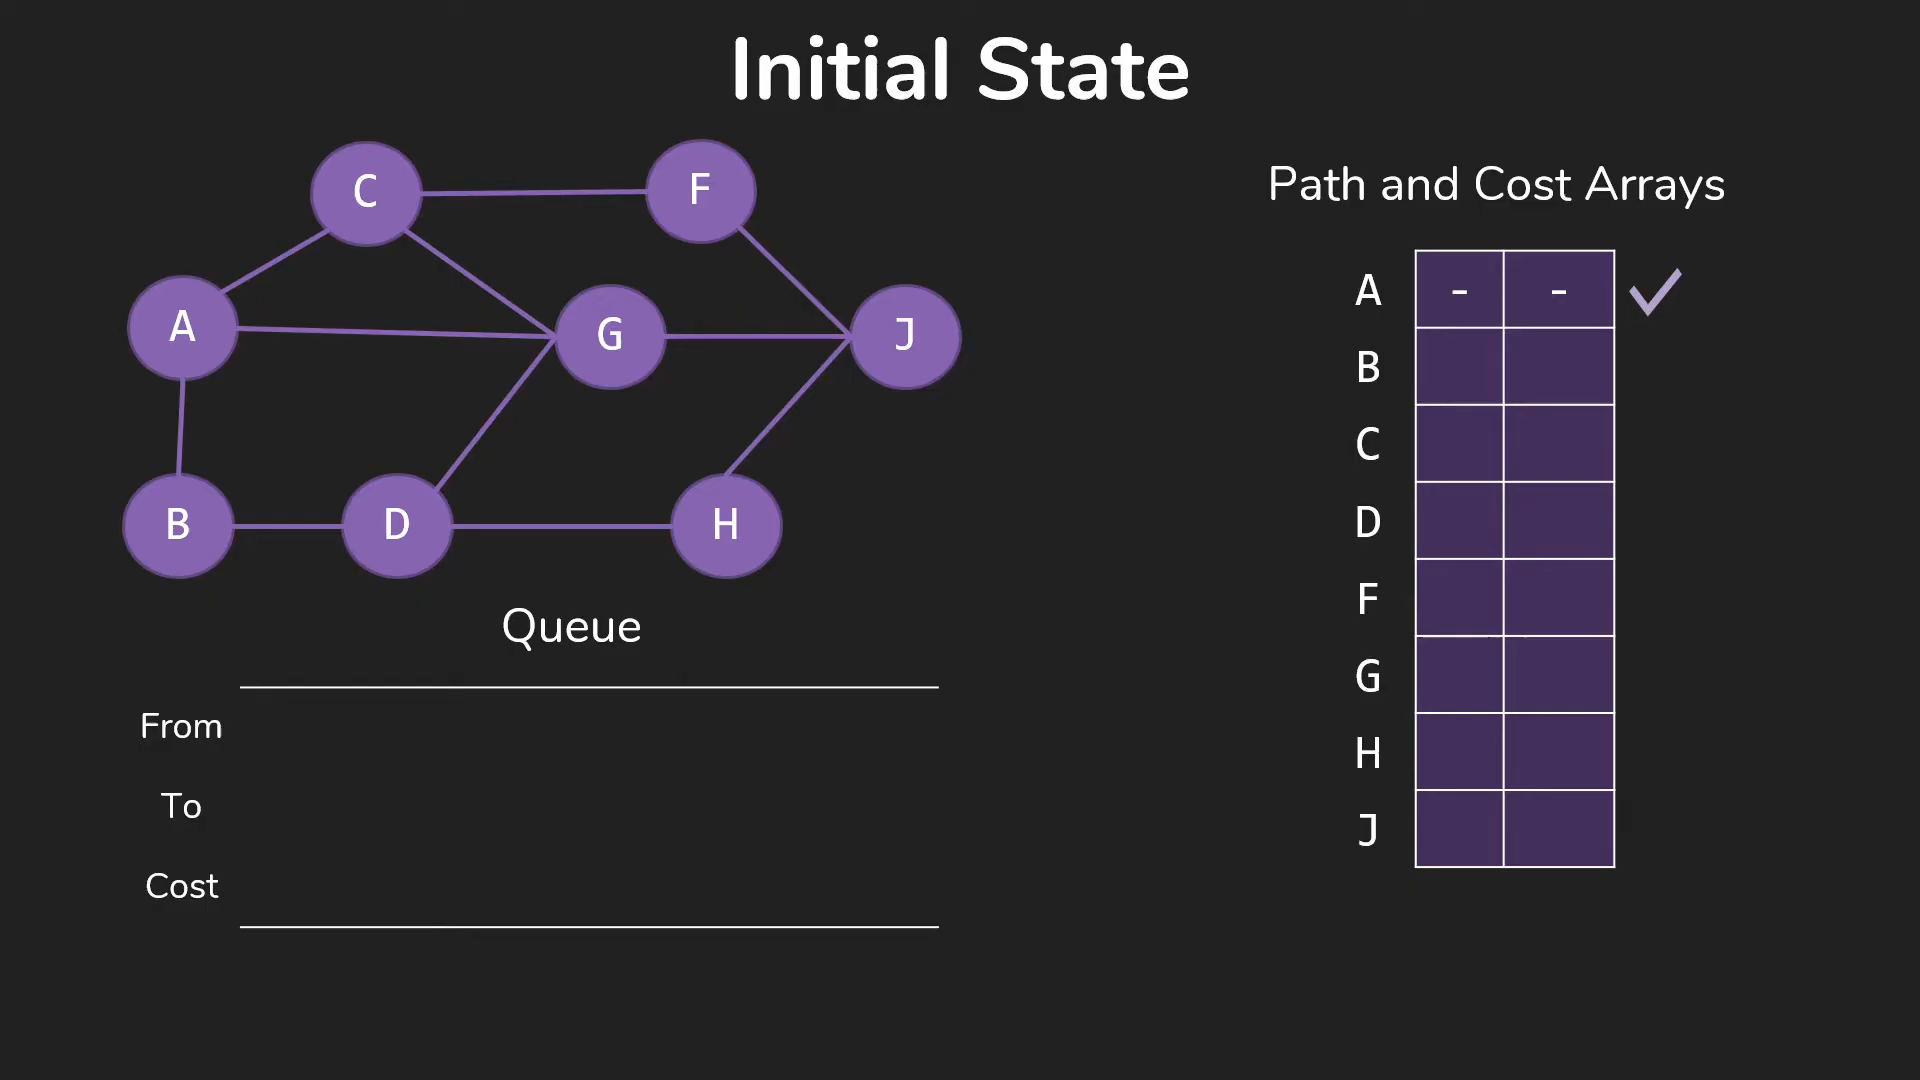 Initial State
C
F
A
G
J
B
D
H
Queue
From
To
Cost
Path and Cost Arrays
A - -
B
C
D
F
G
H
J